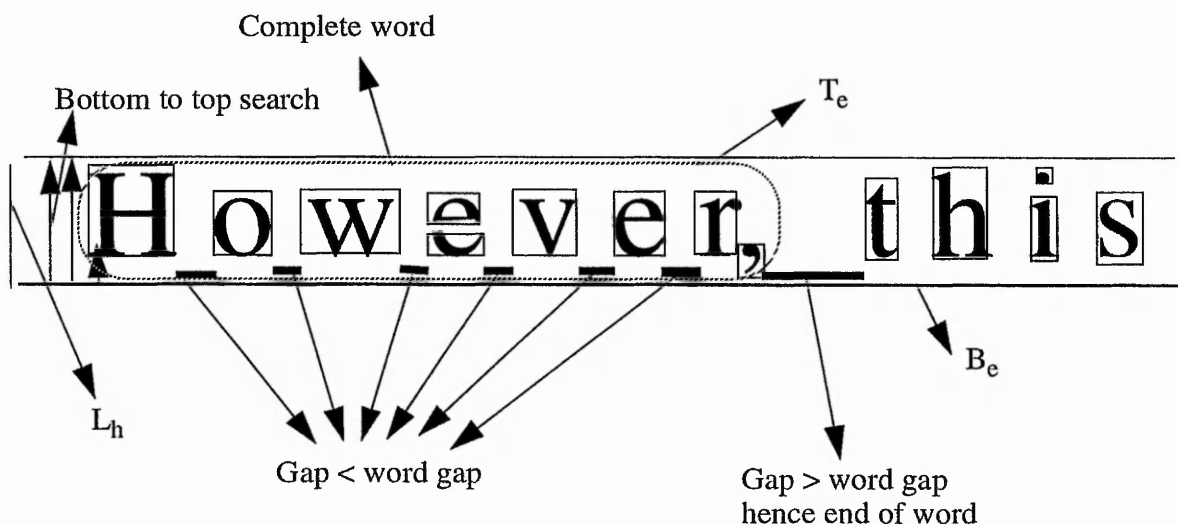 Complete word
Bottom to top search
Te
However, this
Be
Lh
Gap < word gap
Gap > word gap
hence end of word